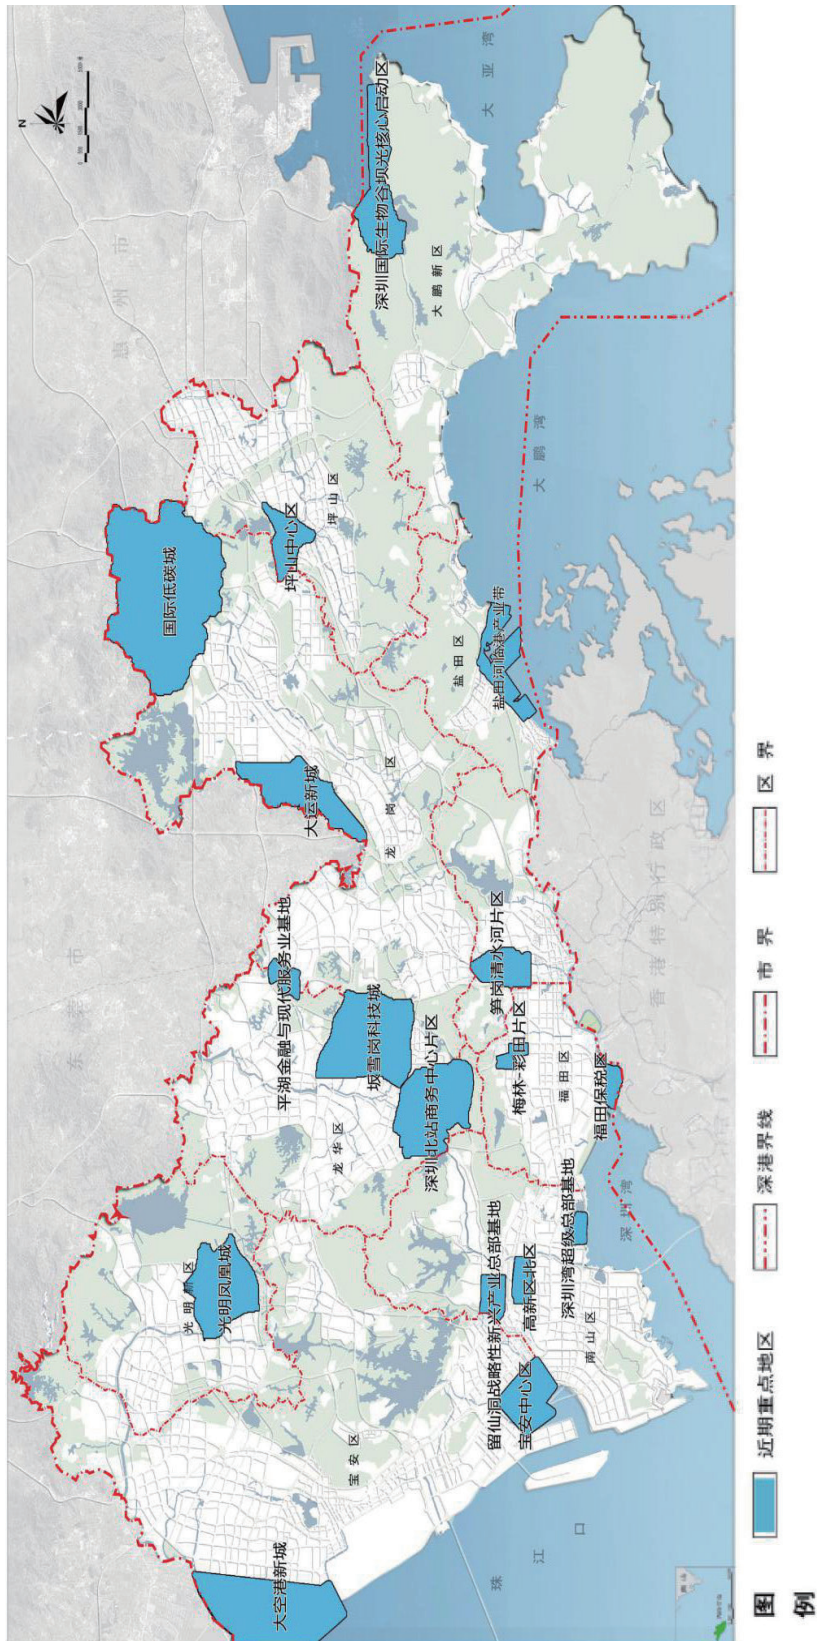 N
惠州市
东莞市
大亚湾
深圳国际生物谷坝光核心启动区
大鹏新区
国际低碳城
坪山中心区
坪山区
大鹏湾
盐田河临港产业带
盐田区
大运新城
龙岗区
平湖金融与现代服务业基地
坂雪岗科技城
笋岗清水河片区
香港特别行政区
深圳北站商务中心片区
龙华区
梅林-彩田片区
福田区
福田保税区
光明新区
光明凤凰城
留仙洞战略性新兴产业总部基地
高新区北区
深圳湾超级总部基地
深圳湾
南山区
宝安中心区
宝安区
大空港新城
珠江口
图例
近期重点地区
深港界线
市界
区界